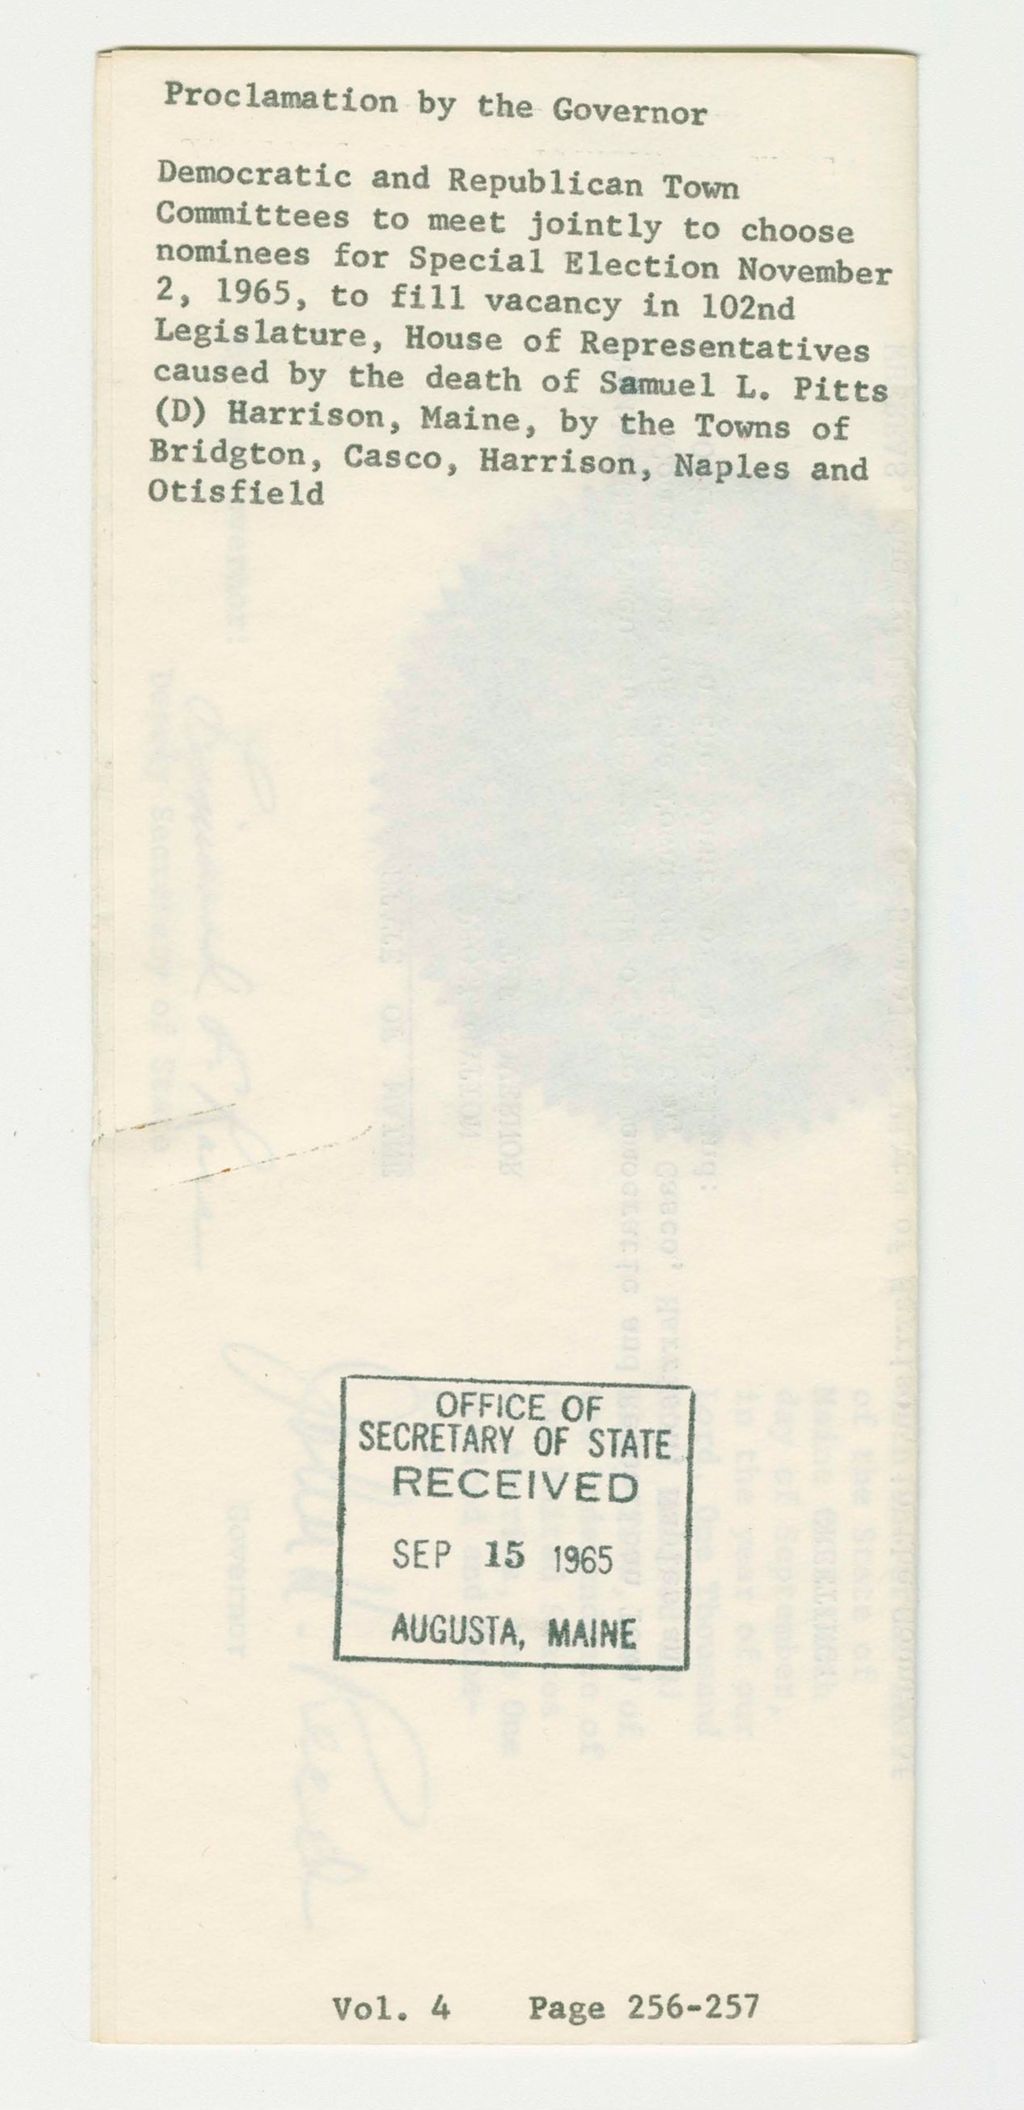 Proclamation by the Governor
Democratic and Republican Town
Committees to meet jointly to choose
nominees for Special Election November
2, 1965, to fill vacancy in 102nd
Legislature, House of Representatives
caused by the death of Samuel L. Pitts
(D) Harrison, Maine, by the Towns of
Bridgton, Casco, Harrison, Naples and
Otisfield
OFFICE OF
SECRETARY OF STATE
RECEIVED
SEP 15 1965
AUGUSTA, MAINE
Vol. 4 Page 256-257